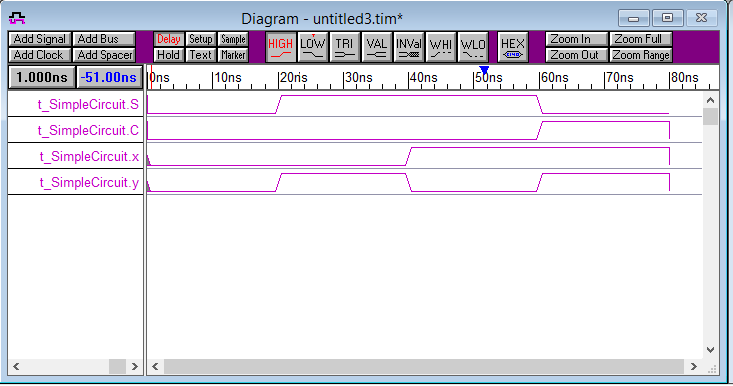 Diagram - untitled3.tim*
Add Signal Add Bus Delay Setup Sample HIGH LOW TRI VAL INVal WHI WLO HEX Zoom In Zoom Full
Add Clock Add Spacer Hold Text Marker Zoom Out Zoom Range
1.000ns -51.00ns 0ns 10ns 20ns 30ns 40ns 50ns 60ns 70ns 80ns
t_SimpleCircuit.S
t_SimpleCircuit.C
t_SimpleCircuit.x
t_SimpleCircuit.y